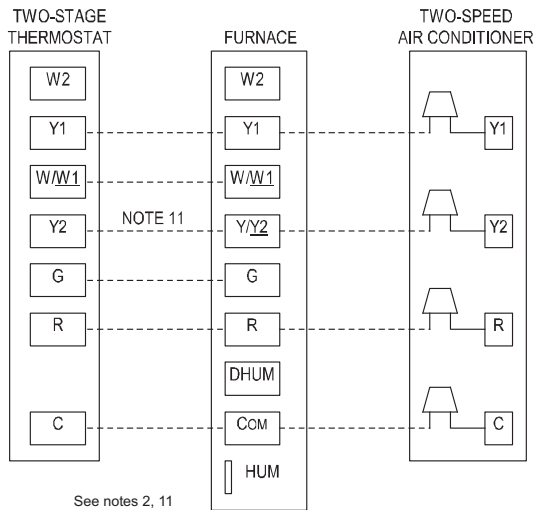 TWO-STAGE
THERMOSTAT
FURNACE
TWO-SPEED
AIR CONDITIONER
W2
W2
Y1
Y1
Y1
W/W1
W/W1
Y2
NOTE 11
Y/Y2
Y2
G
G
R
R
R
DHUM
C
COM
C
HUM
See notes 2, 11